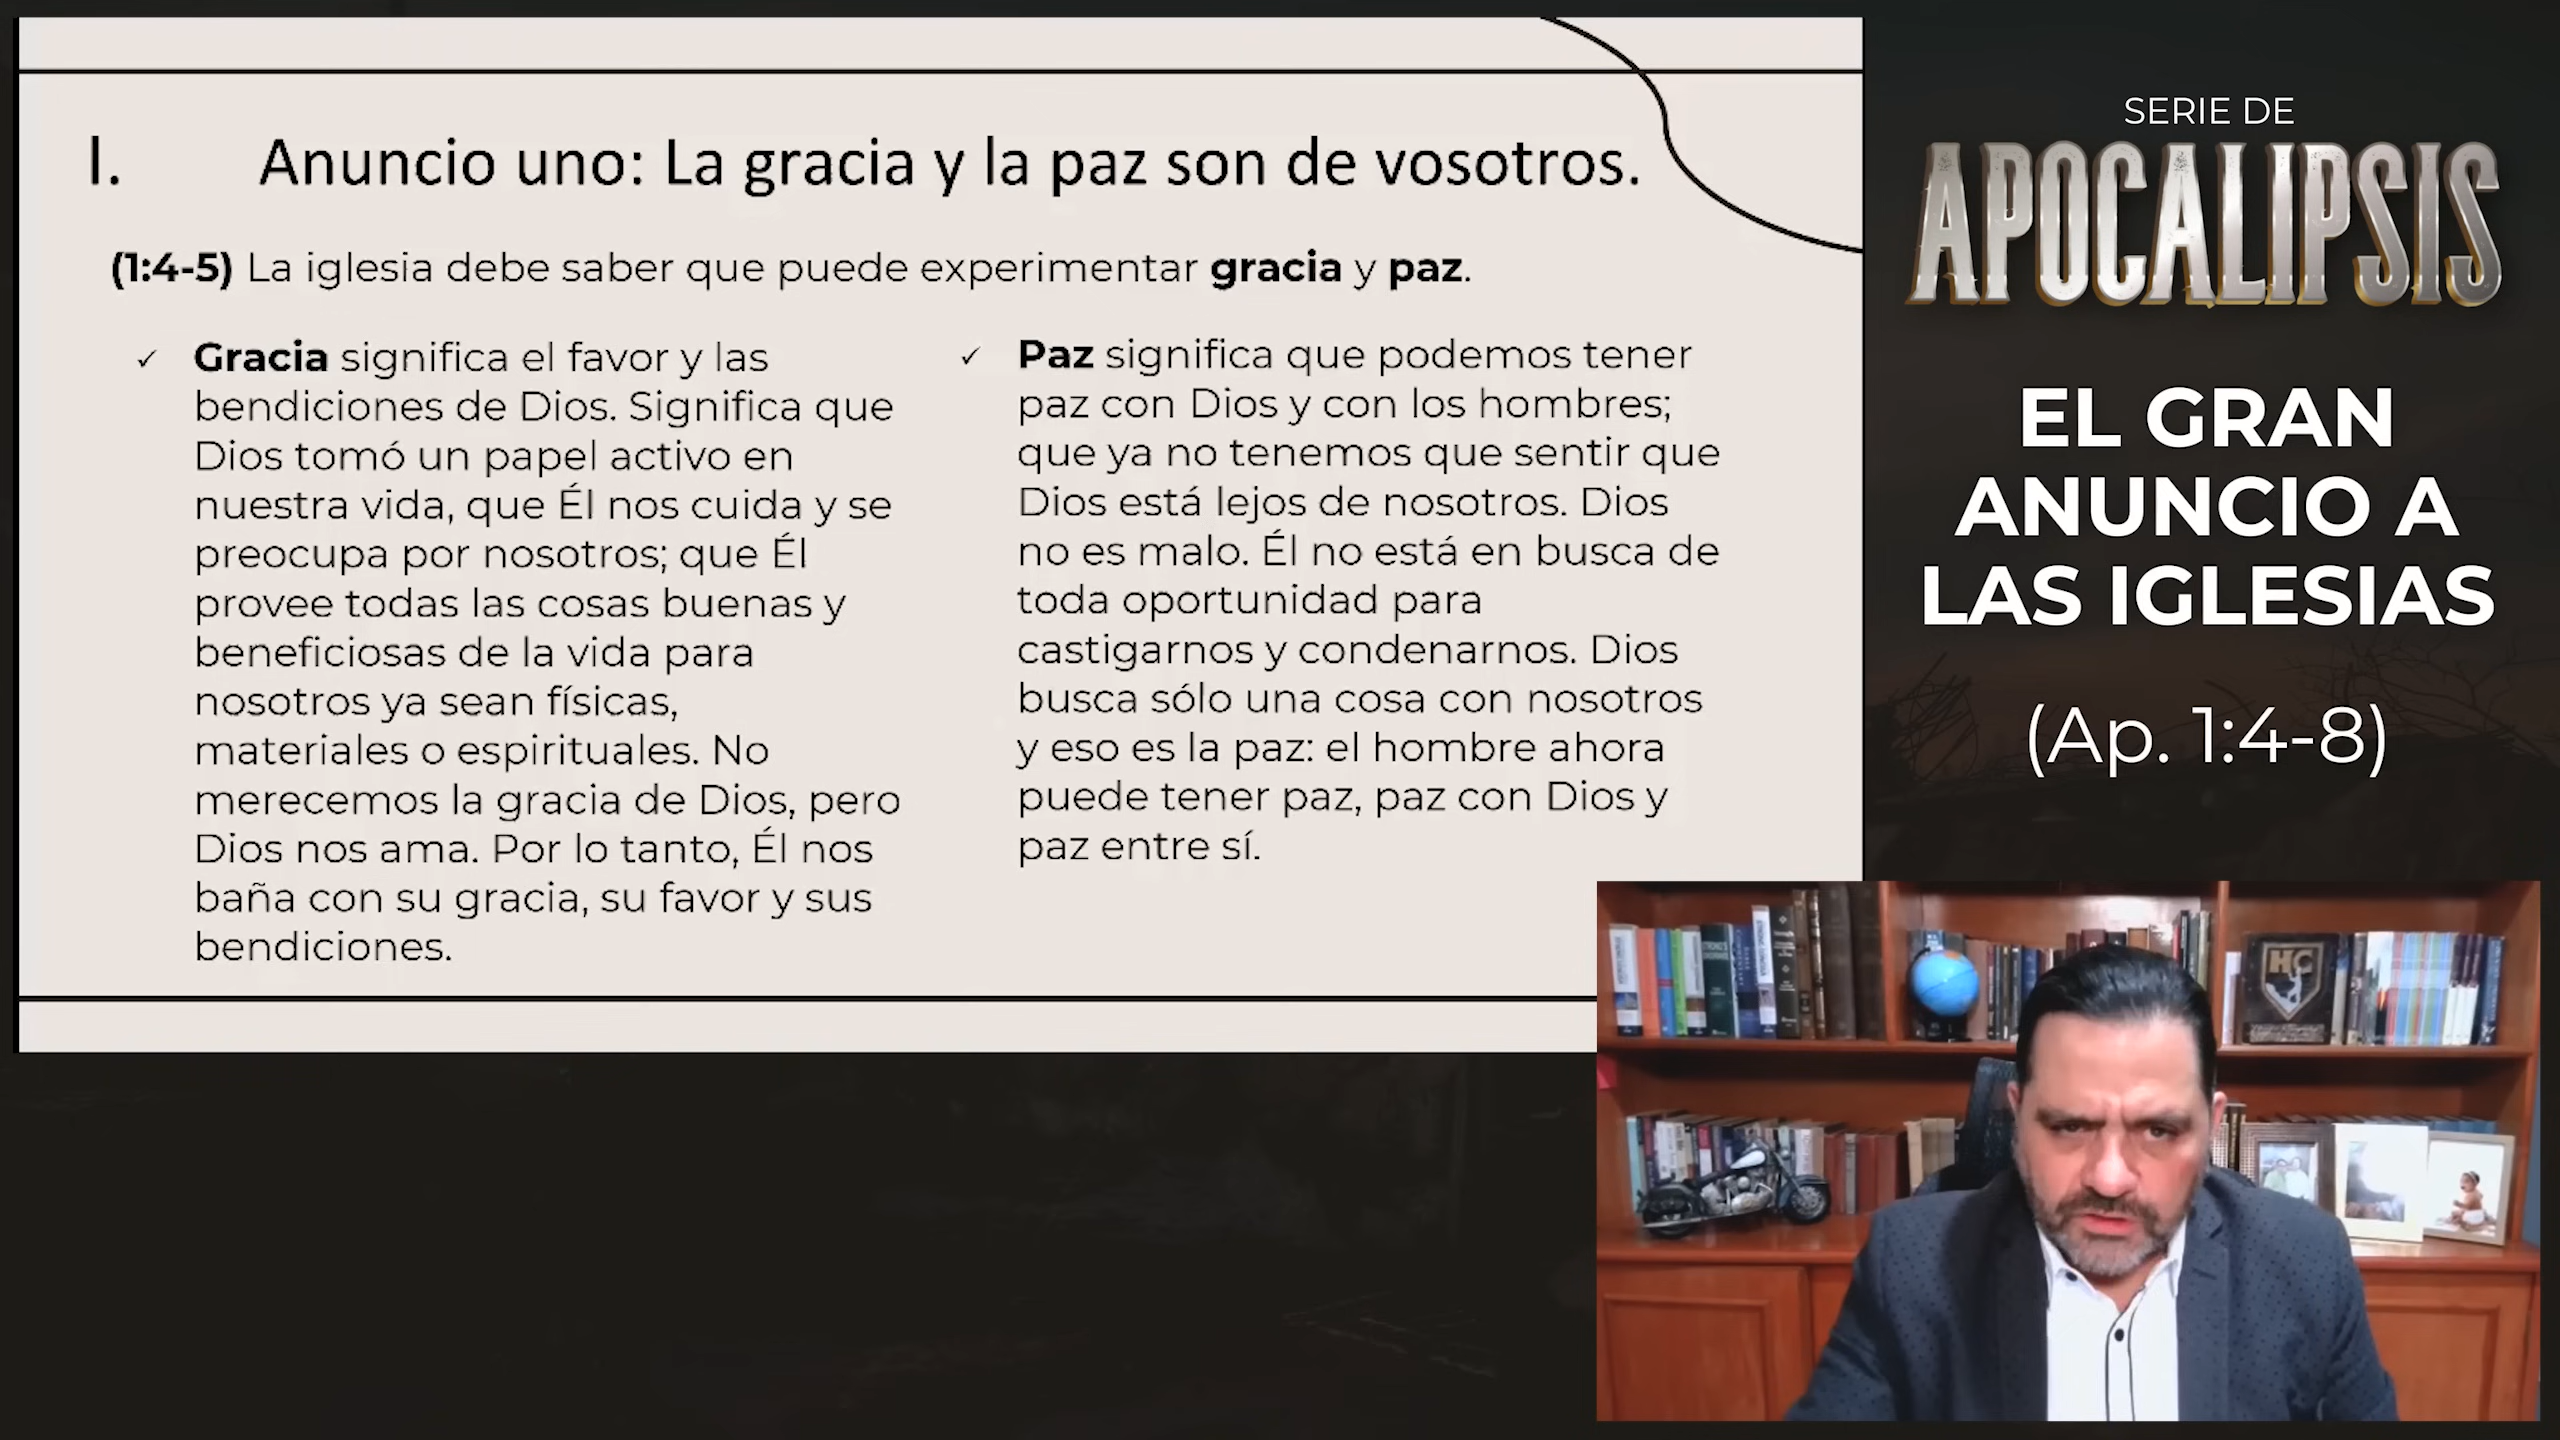 I. Anuncio uno: La gracia y la paz son de vosotros.
(1:4-5) La iglesia debe saber que puede experimentar gracia y paz.
✓ Gracia significa el favor y las
bendiciones de Dios. Significa que
Dios tomó un papel activo en
nuestra vida, que Él nos cuida y se
preocupa por nosotros; que Él
provee todas las cosas buenas y
beneficiosas de la vida para
nosotros ya sean físicas,
materiales o espirituales. No
merecemos la gracia de Dios, pero
Dios nos ama. Por lo tanto, Él nos
baña con su gracia, su favor y sus
bendiciones.
✓ Paz significa que podemos tener
paz con Dios y con los hombres;
que ya no tenemos que sentir que
Dios está lejos de nosotros. Dios
no es malo. Él no está en busca de
toda oportunidad para
castigarnos y condenarnos. Dios
busca sólo una cosa con nosotros
y eso es la paz: el hombre ahora
puede tener paz, paz con Dios y
paz entre sí.
SERIE DE
APOCALIPSIS
EL GRAN
ANUNCIO A
LAS IGLESIAS
(Ap. 1:4-8)
HC